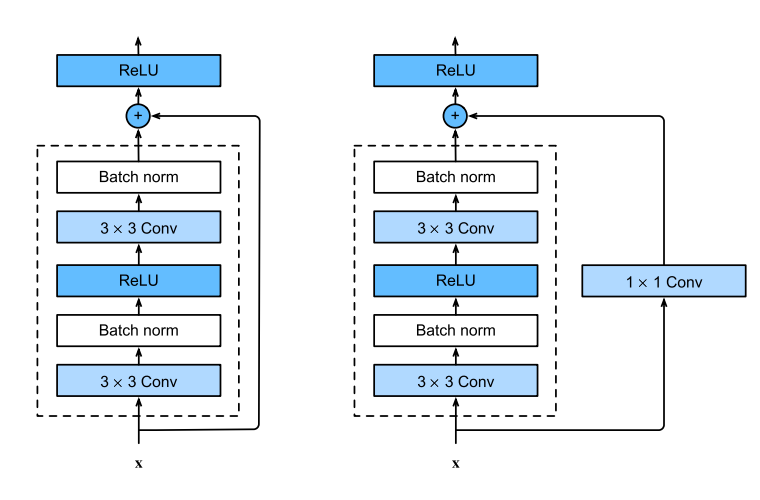 ReLU
+
Batch norm
3 × 3 Conv
ReLU
Batch norm
3 × 3 Conv
x
ReLU
+
Batch norm
3 × 3 Conv
ReLU
Batch norm
3 × 3 Conv
x
1 × 1 Conv